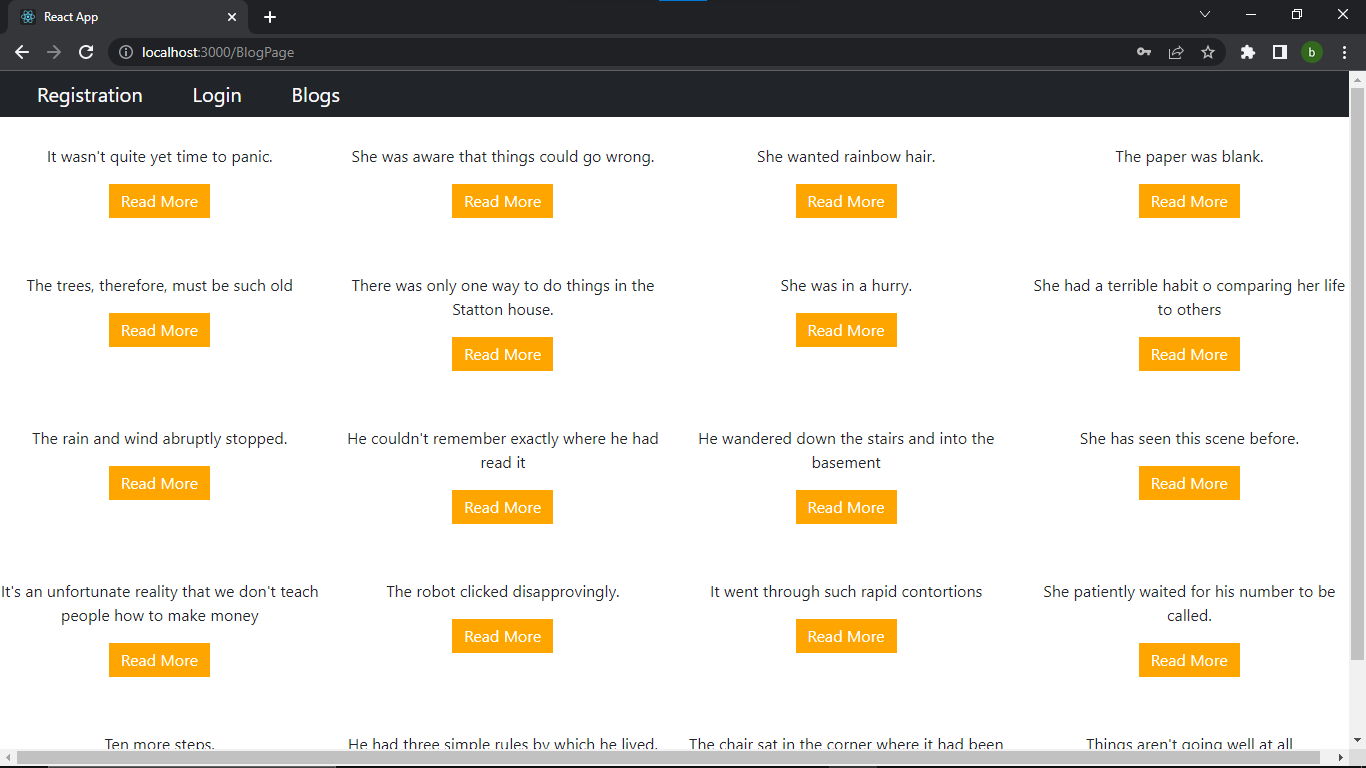 React App
localhost:3000/BlogPage
b
Registration Login Blogs
It wasn't quite yet time to panic.
Read More
She was aware that things could go wrong.
Read More
She wanted rainbow hair.
Read More
The paper was blank.
Read More
The trees, therefore, must be such old
Read More
There was only one way to do things in the
Statton house.
Read More
She was in a hurry.
Read More
She had a terrible habit o comparing her life
to others
Read More
The rain and wind abruptly stopped.
Read More
He couldn't remember exactly where he had
read it
Read More
He wandered down the stairs and into the
basement
Read More
She has seen this scene before.
Read More
It's an unfortunate reality that we don't teach
people how to make money
Read More
The robot clicked disapprovingly.
Read More
It went through such rapid contortions
Read More
She patiently waited for his number to be
called.
Read More
Ten more steps.
He had three simple rules by which he lived.
The chair sat in the corner where it had been
Things aren't going well at all